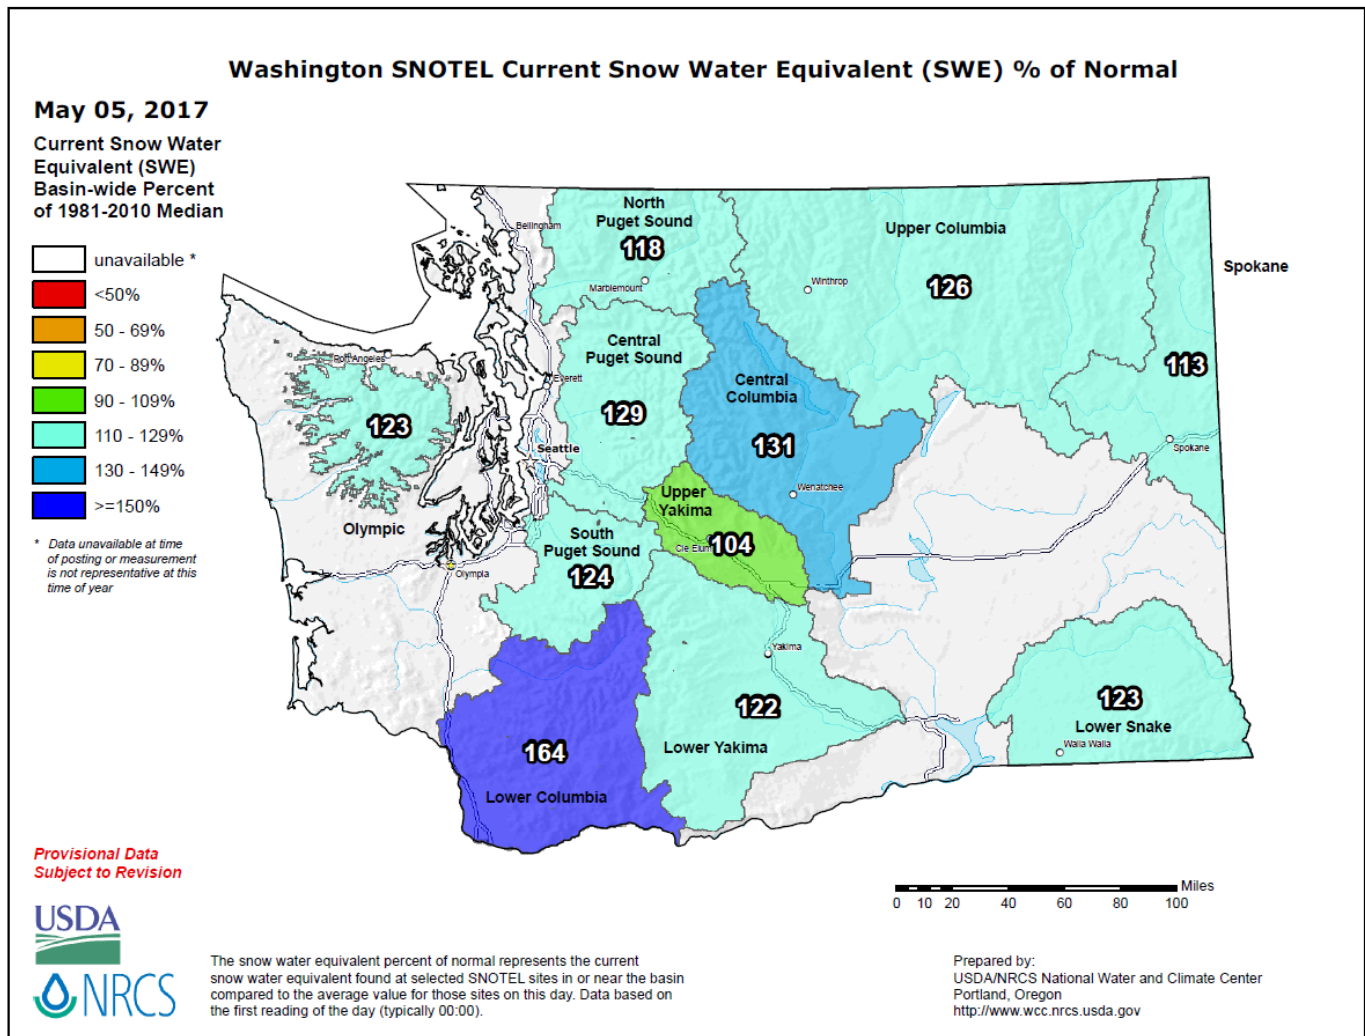 Washington SNOTEL Current Snow Water Equivalent (SWE) % of Normal
May 05, 2017
Current Snow Water
Equivalent (SWE)
Basin-wide Percent
of 1981-2010 Median
unavailable *
<50%
50 - 69%
70 - 89%
90 - 109%
110 - 129%
130 - 149%
>=150%
* Data unavailable at time
of posting or measurement
is not representative at this
time of year
North
Puget Sound
118
Bellingham
Marblemount
Upper Columbia
126
Winthrop
Spokane
113
Spokane
Port Angeles
123
Olympic
Central
Puget Sound
129
Everett
Seattle
Central
Columbia
131
Wenatchee
Upper
Yakima
104
Cle Elum
South
Puget Sound
124
Olympia
Yakima
122
Lower Yakima
164
Lower Columbia
123
Lower Snake
Walla Walla
Provisional Data
Subject to Revision
USDA
NRCS
Miles
0 10 20 40 60 80 100
The snow water equivalent percent of normal represents the current
snow water equivalent found at selected SNOTEL sites in or near the basin
compared to the average value for those sites on this day. Data based on
the first reading of the day (typically 00:00).
Prepared by:
USDA/NRCS National Water and Climate Center
Portland, Oregon
http://www.wcc.nrcs.usda.gov